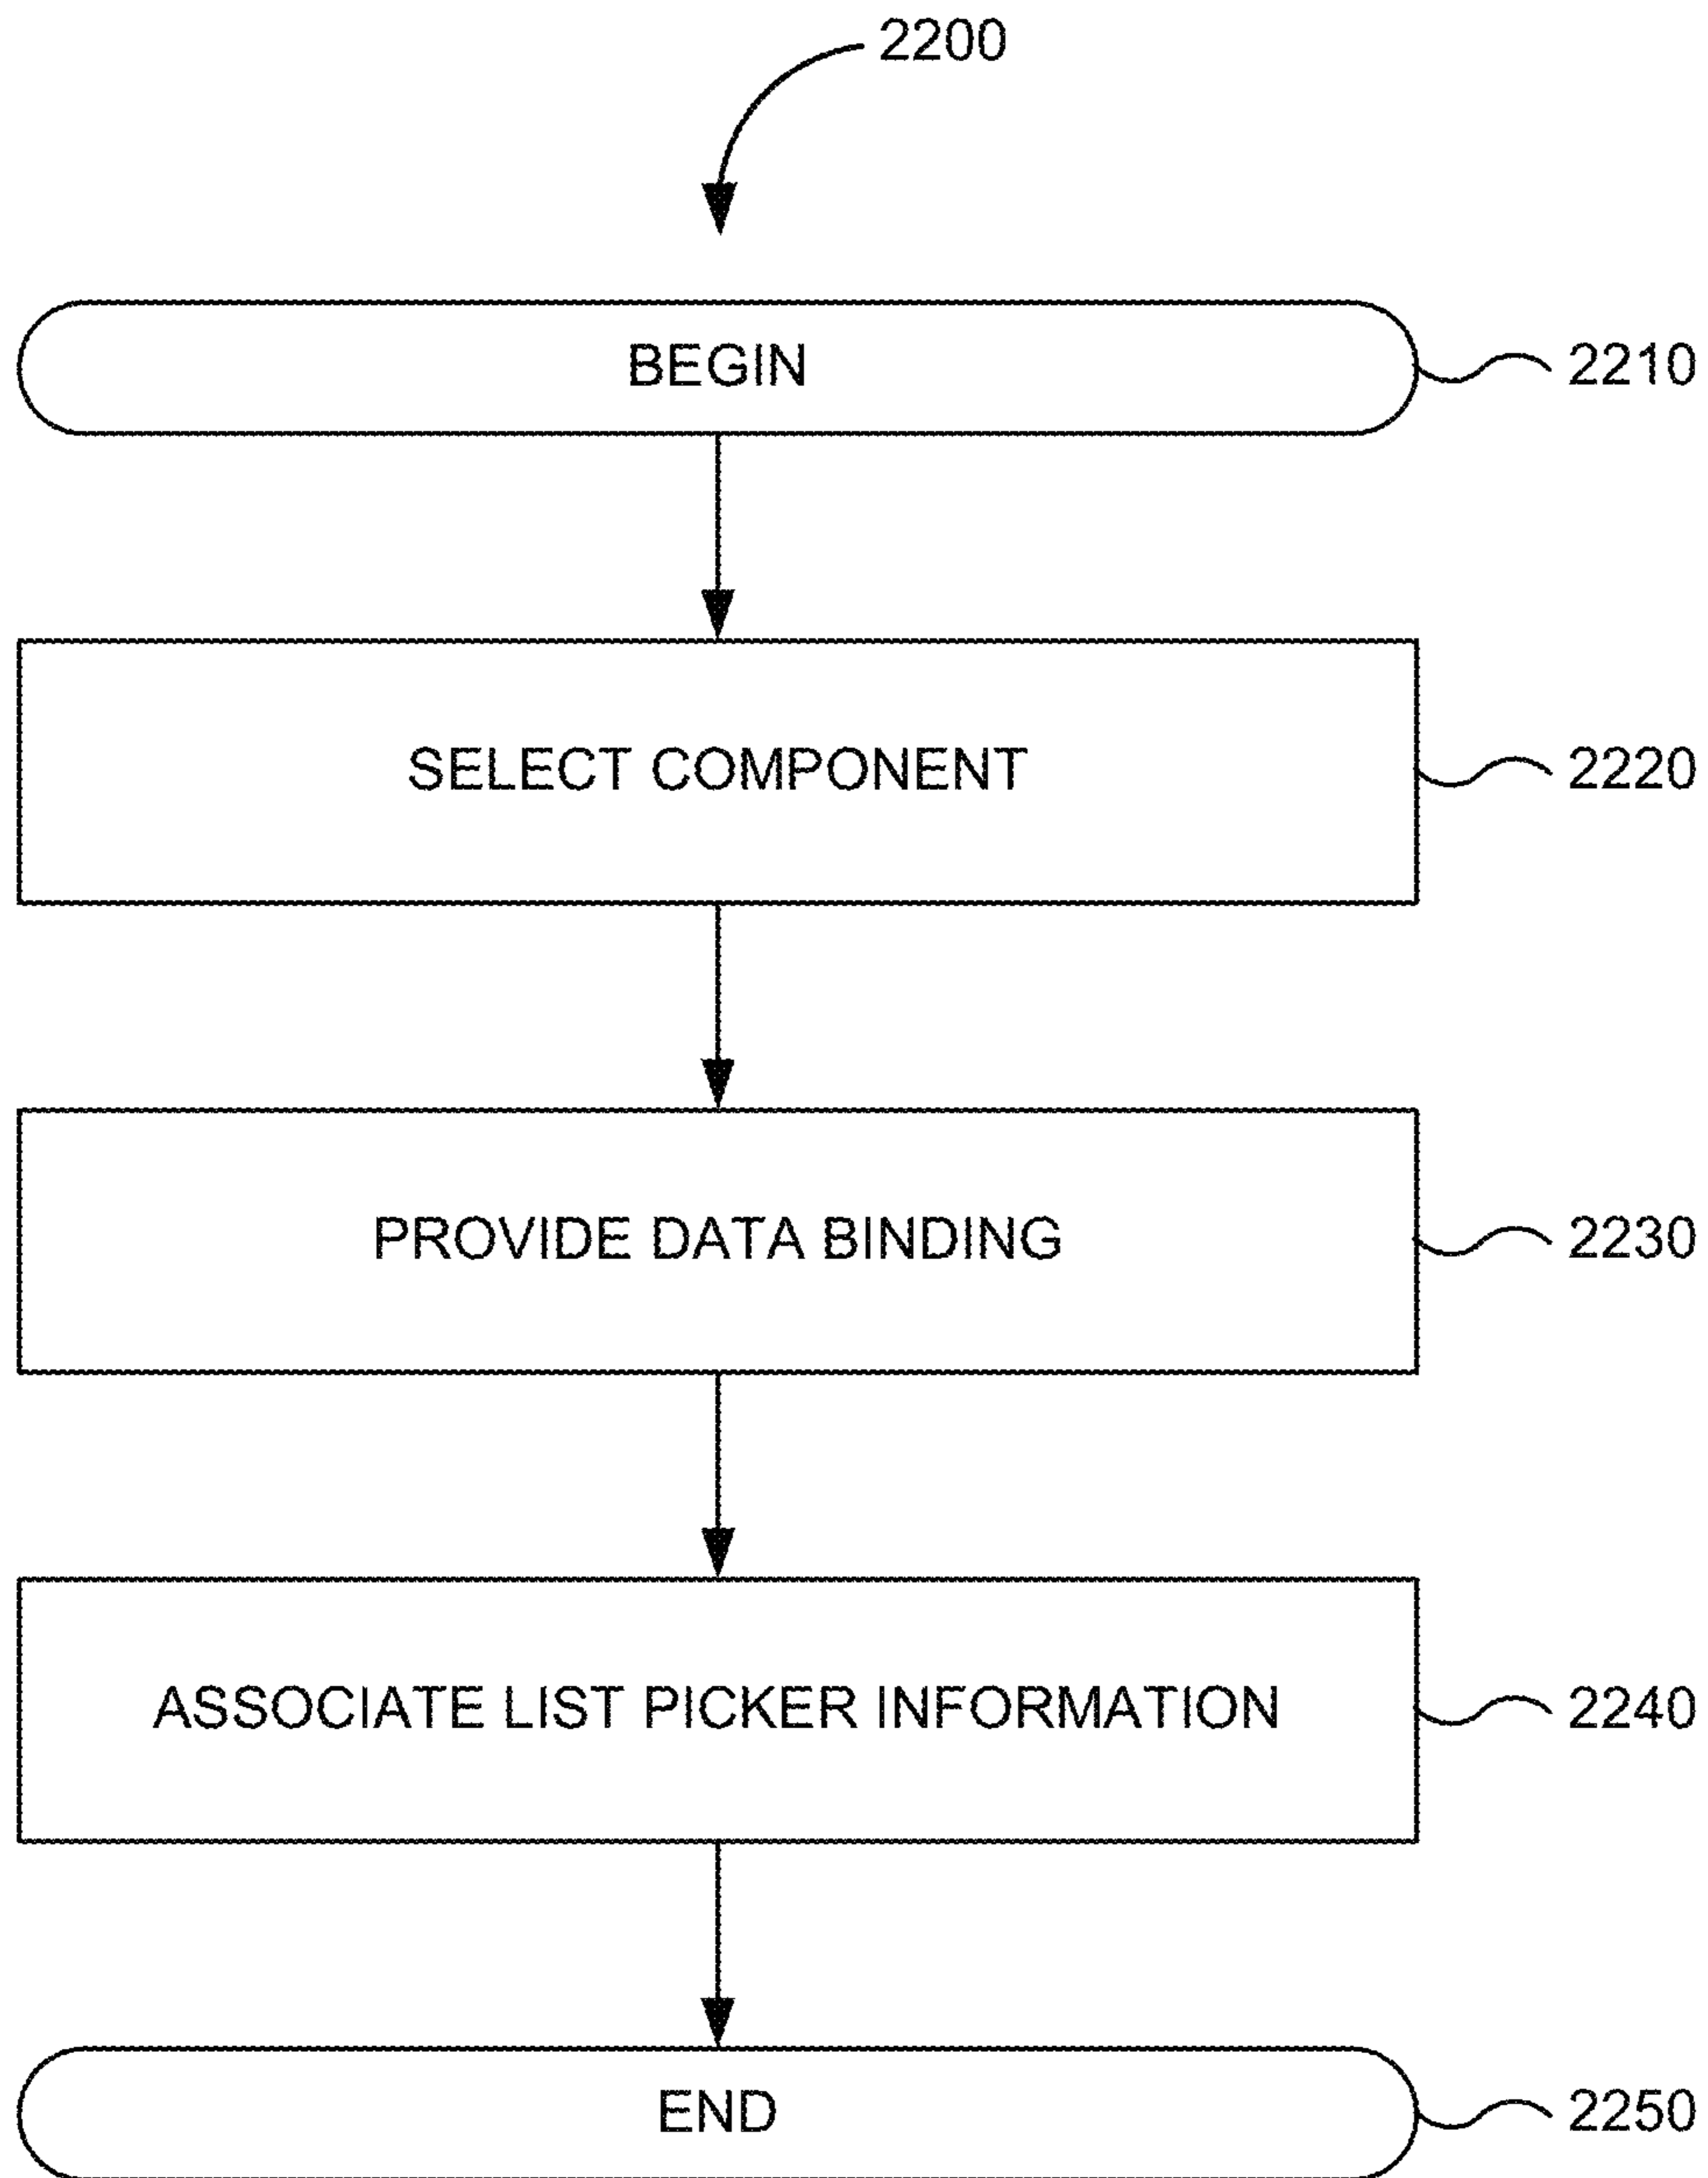 2200
BEGIN
2210
SELECT COMPONENT
2220
PROVIDE DATA BINDING
2230
ASSOCIATE LIST PICKER INFORMATION
2240
END
2250